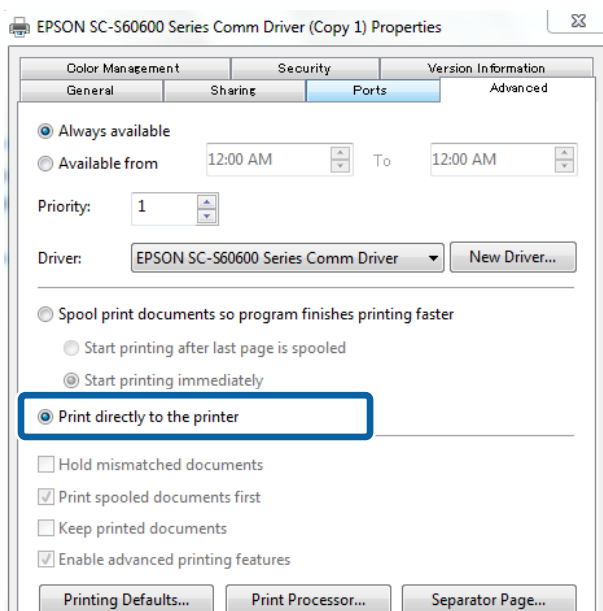 EPSON SC-S60600 Series Comm Driver (Copy 1) Properties
Color Management Security Version Information
General Sharing Ports Advanced
Always available
Available from 12:00 AM To 12:00 AM
Priority: 1
Driver: EPSON SC-S60600 Series Comm Driver New Driver...
Spool print documents so program finishes printing faster
Start printing after last page is spooled
Start printing immediately
Print directly to the printer
Hold mismatched documents
Print spooled documents first
Keep printed documents
Enable advanced printing features
Printing Defaults... Print Processor... Separator Page...